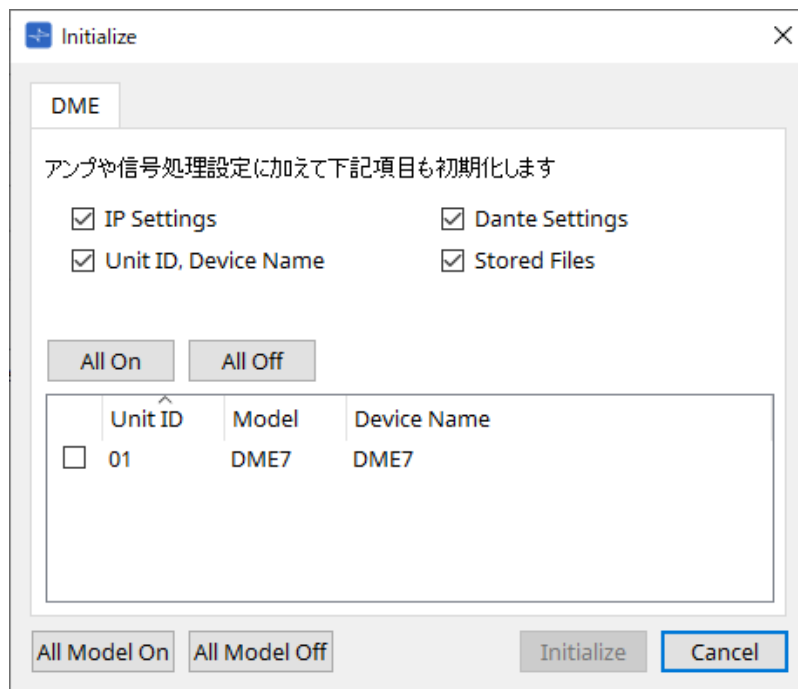 Initialize
DME
アンプや信号処理設定に加えて下記項目も初期化します
IP Settings Dante Settings
Unit ID, Device Name Stored Files
All On All Off
Unit ID Model Device Name
01 DME7 DME7
All Model On All Model Off Initialize Cancel